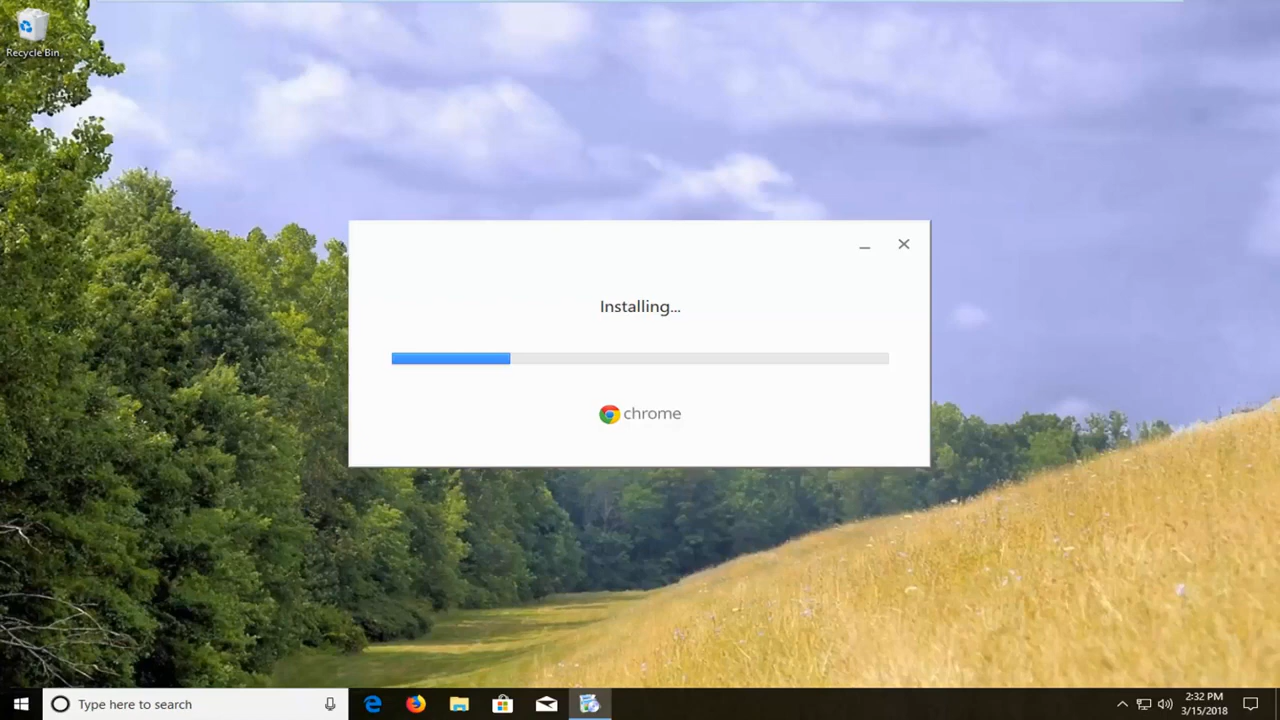 Recycle Bin
Installing...
chrome
Type here to search
2:32 PM
3/15/2018